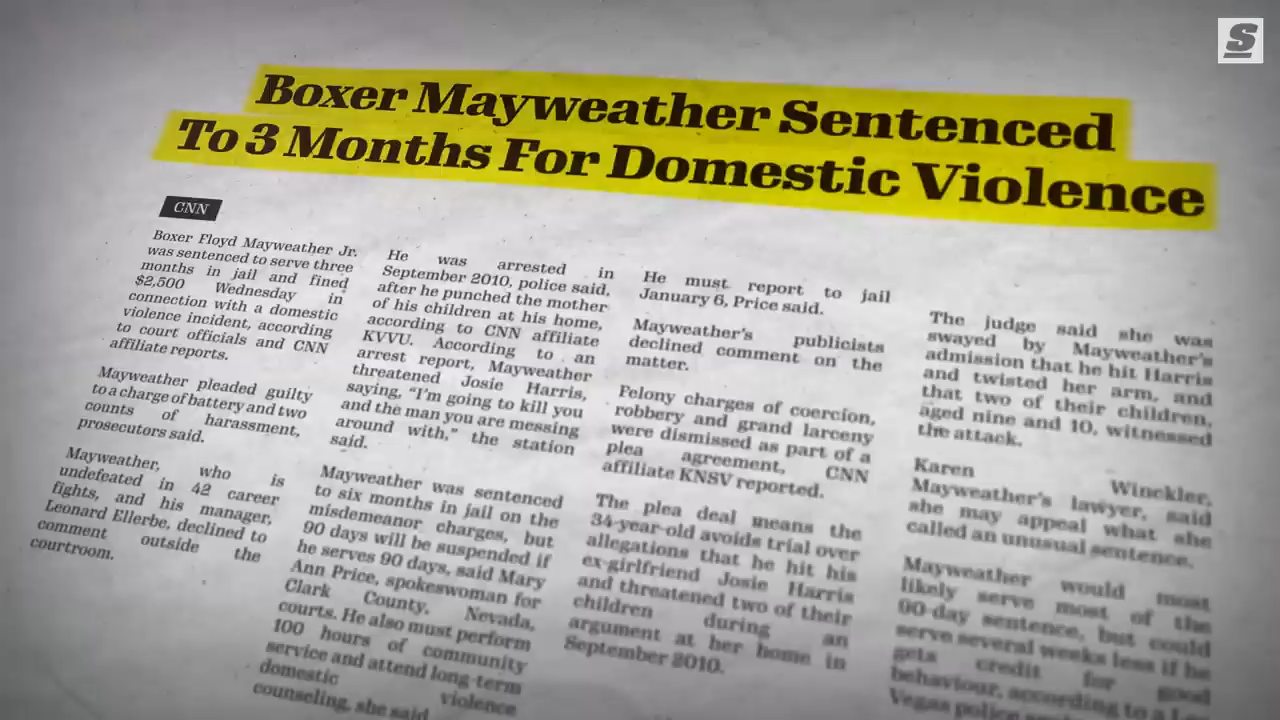 S
Boxer Mayweather Sentenced
To 3 Months For Domestic Violence
CNN
Boxer Floyd Mayweather Jr.
was sentenced to serve three
months in jail and fined
$2,500 Wednesday in
connection with a domestic
violence incident, according
to court officials and CNN
affiliate reports.
Mayweather pleaded guilty
to a charge of battery and two
counts of harassment,
prosecutors said.
Mayweather, who is
undefeated in 42 career
fights, and his manager,
Leonard Ellerbe, declined to
comment outside the
courtroom.
He was arrested in
September 2010, police said,
after he punched the mother
of his children at his home,
according to CNN affiliate
KVVU. According to an
arrest report, Mayweather
threatened Josie Harris,
saying, “I’m going to kill you
and the man you are messing
around with,” the station
said.
Mayweather was sentenced
to six months in jail on the
misdemeanor charges, but
90 days will be suspended if
he serves 90 days, said Mary
Ann Price, spokeswoman for
Clark County, Nevada,
courts. He also must perform
100 hours of community
service and attend long-term
domestic violence
counseling, she said.
He must report to jail
January 6, Price said.
Mayweather’s publicists
declined comment on the
matter.
Felony charges of coercion,
robbery and grand larceny
were dismissed as part of a
plea agreement, CNN
affiliate KNSV reported.
The plea deal means the
34-year-old avoids trial over
allegations that he hit his
ex-girlfriend Josie Harris
and threatened two of their
children during an
argument at her home in
September 2010.
The judge said she was
swayed by Mayweather’s
admission that he hit Harris
and twisted her arm, and
that two of their children,
aged nine and 10, witnessed
the attack.
Karen Winckler,
Mayweather’s lawyer, said
she may appeal what she
called an unusual sentence.
Mayweather would most
likely serve most of the
90-day sentence, but could
serve several weeks less if he
gets credit for good
behaviour, according to a
Vegas police